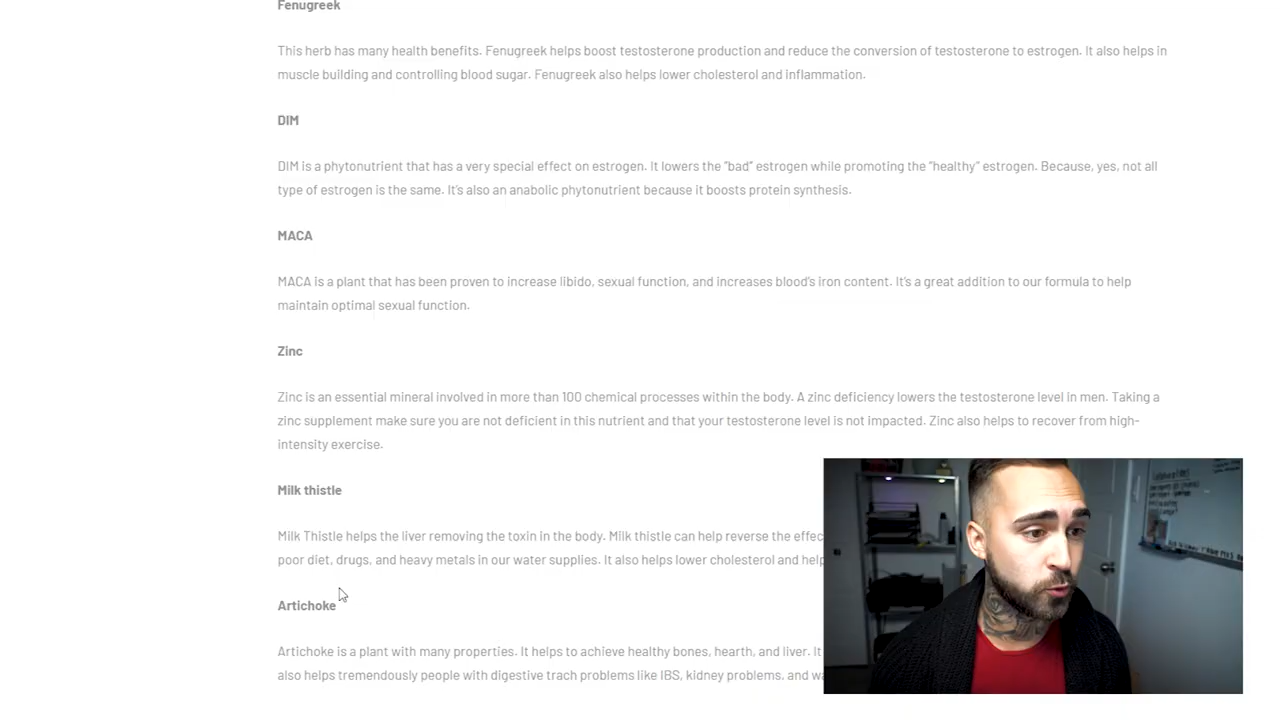 Fenugreek
This herb has many health benefits. Fenugreek helps boost testosterone production and reduce the conversion of testosterone to estrogen. It also helps in
muscle building and controlling blood sugar. Fenugreek also helps lower cholesterol and inflammation.
DIM
DIM is a phytonutrient that has a very special effect on estrogen. It lowers the "bad" estrogen while promoting the "healthy" estrogen. Because, yes, not all
type of estrogen is the same. It's also an anabolic phytonutrient because it boosts protein synthesis.
MACA
MACA is a plant that has been proven to increase libido, sexual function, and increases blood's iron content. It's a great addition to our formula to help
maintain optimal sexual function.
Zinc
Zinc is an essential mineral involved in more than 100 chemical processes within the body. A zinc deficiency lowers the testosterone level in men. Taking a
zinc supplement make sure you are not deficient in this nutrient and that your testosterone level is not impacted. Zinc also helps to recover from high-
intensity exercise.
Milk thistle
Milk Thistle helps the liver removing the toxin in the body. Milk thistle can help reverse the effec
poor diet, drugs, and heavy metals in our water supplies. It also helps lower cholesterol and help
Artichoke
Artichoke is a plant with many properties. It helps to achieve healthy bones, hearth, and liver. It
also helps tremendously people with digestive trach problems like IBS, kidney problems, and wa